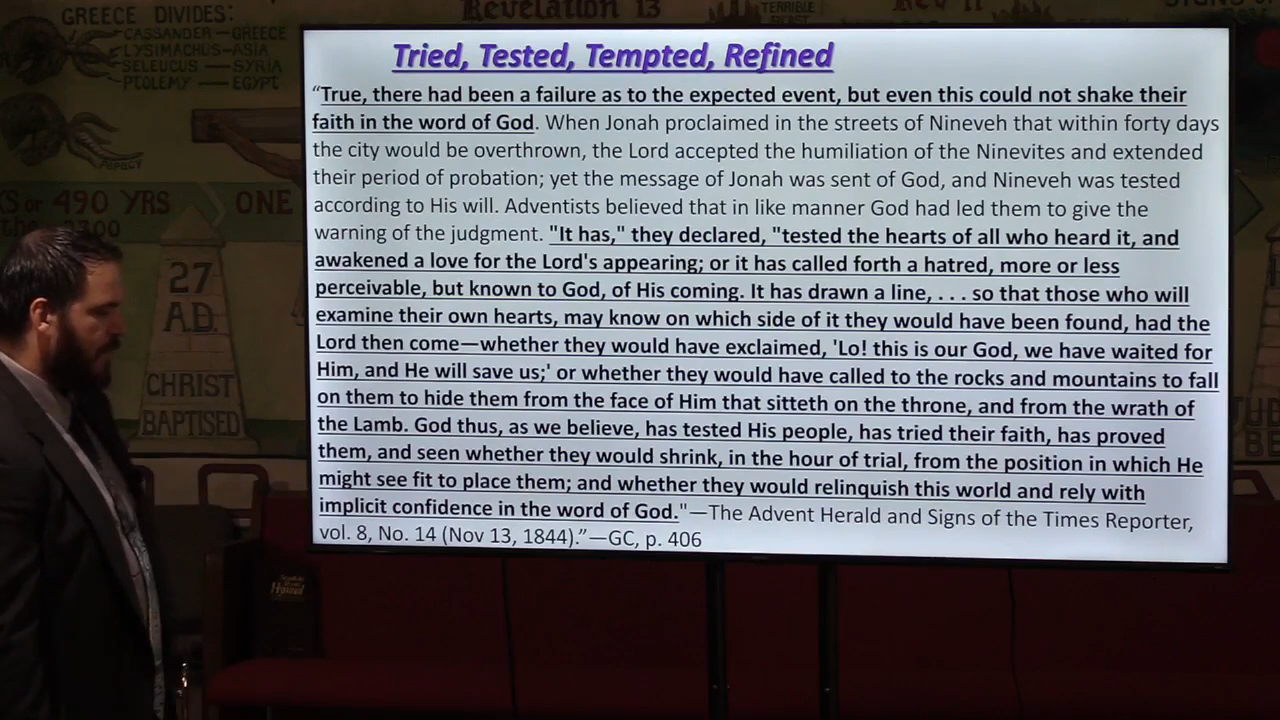 GREECE DIVIDES:
CASSANDER — GREECE
LYSIMACHUS — ASIA
SELEUCUS — SYRIA
PTOLEMY — EGYPT
PAPACY
Revelation 13
TERRIBLE
BEAST
Rev 11
or 490 YRS
ONE
27
A.D.
CHRIST
BAPTISED
Tried, Tested, Tempted, Refined
“True, there had been a failure as to the expected event, but even this could not shake their
faith in the word of God. When Jonah proclaimed in the streets of Nineveh that within forty days
the city would be overthrown, the Lord accepted the humiliation of the Ninevites and extended
their period of probation; yet the message of Jonah was sent of God, and Nineveh was tested
according to His will. Adventists believed that in like manner God had led them to give the
warning of the judgment. "It has," they declared, "tested the hearts of all who heard it, and
awakened a love for the Lord's appearing; or it has called forth a hatred, more or less
perceivable, but known to God, of His coming. It has drawn a line, . . . so that those who will
examine their own hearts, may know on which side of it they would have been found, had the
Lord then come—whether they would have exclaimed, 'Lo! this is our God, we have waited for
Him, and He will save us;' or whether they would have called to the rocks and mountains to fall
on them to hide them from the face of Him that sitteth on the throne, and from the wrath of
the Lamb. God thus, as we believe, has tested His people, has tried their faith, has proved
them, and seen whether they would shrink, in the hour of trial, from the position in which He
might see fit to place them; and whether they would relinquish this world and rely with
implicit confidence in the word of God."—The Advent Herald and Signs of the Times Reporter,
vol. 8, No. 14 (Nov 13, 1844).”—GC, p. 406